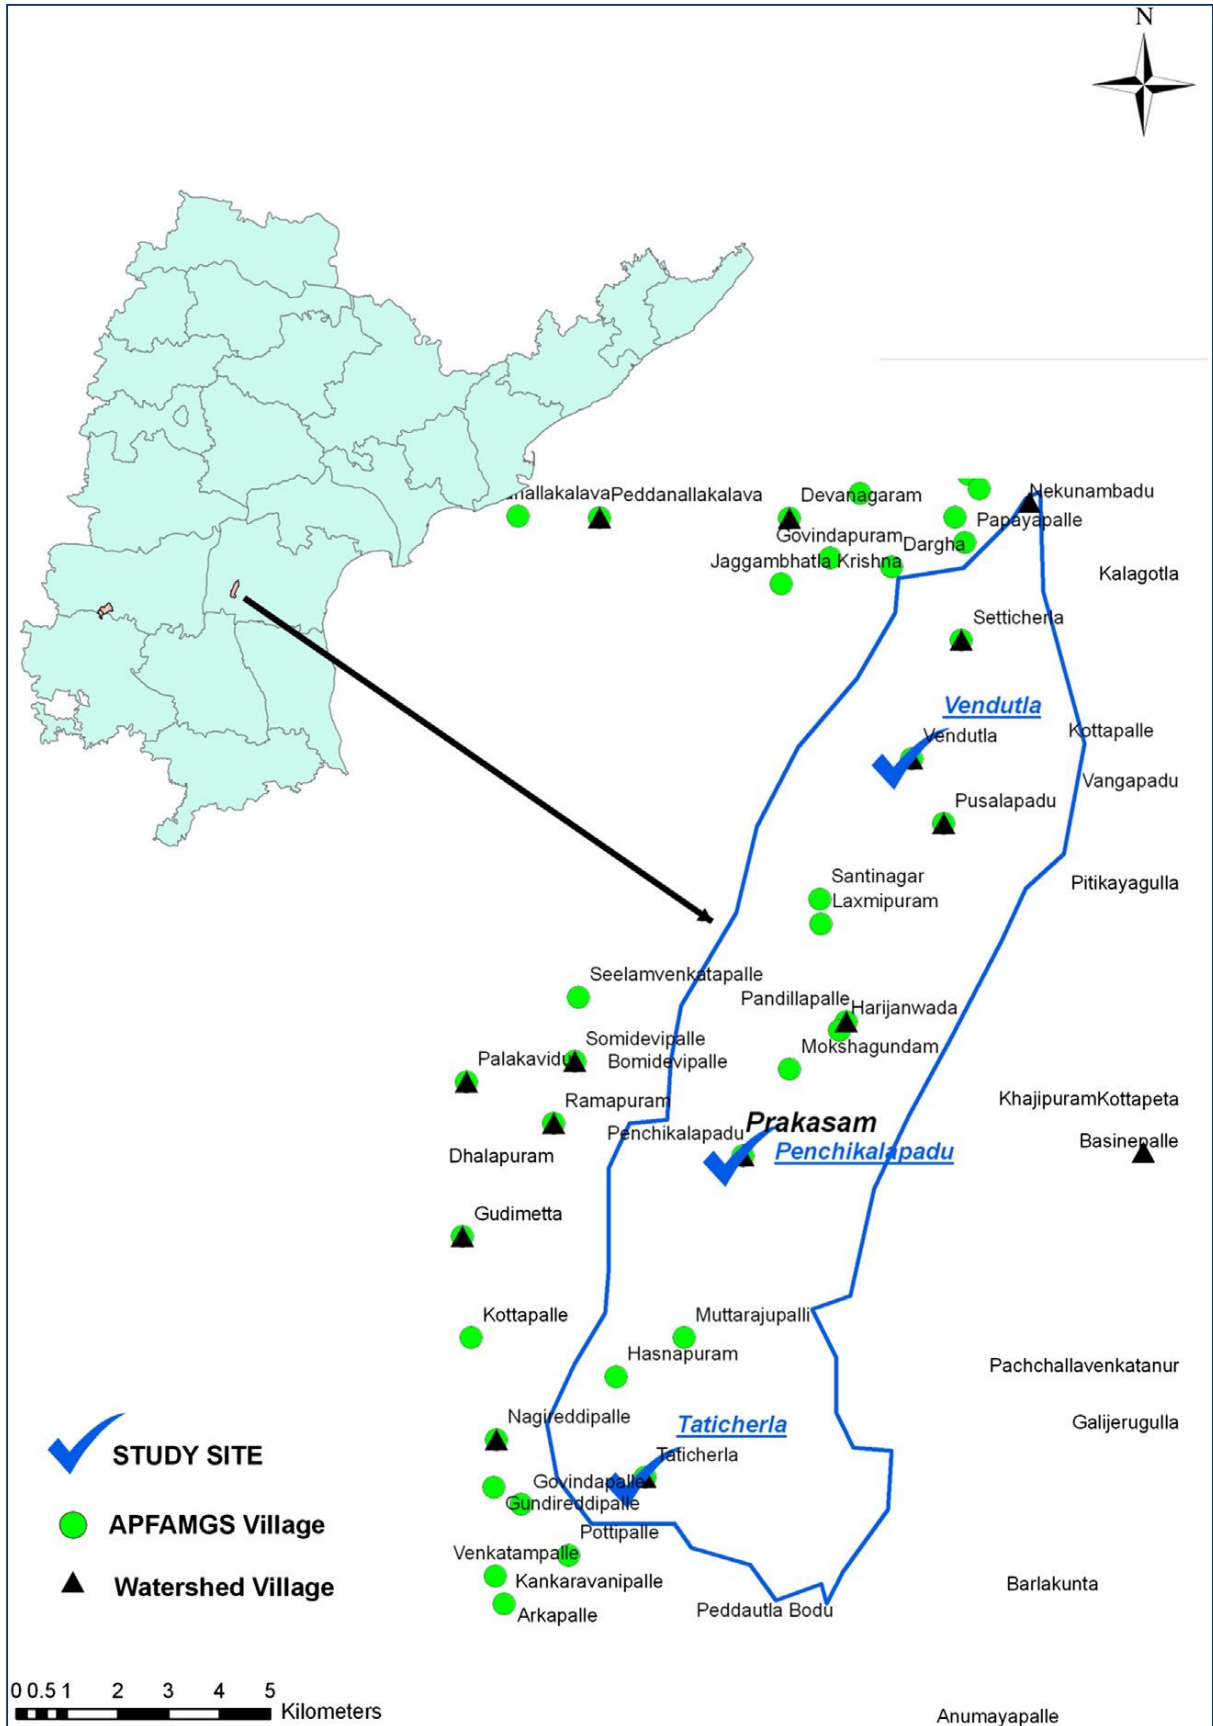 N
anallakalava
Peddanallakalava
Devanagaram
Nekunambadu
Papayapalle
Govindapuram
Dargha
Jaggambhatla Krishna
Kalagotla
Setticherla
Vendutla
Vendutla
Kottapalle
Vangapadu
Pusalapadu
Santinagar
Pitikayagulla
Laxmipuram
Seelamvenkatapalle
Pandillapalle
Harijanwada
Somidevipalle
Mokshagundam
Palakavidu
Bomidevipalle
Ramapuram
KhajipuramKottapeta
Prakasam
Penchikalapadu
Basinepalle
Penchikalapadu
Dhalapuram
Gudimetta
Kottapalle
Muttarajupalli
Hasnapuram
Pachchallavenkatanur
Nagireddipalle
Taticherla
Galijerugulla
STUDY SITE
Taticherla
Govindapalle
Gundireddipalle
APFAMGS Village
Pottipalle
Venkatampalle
Watershed Village
Kankaravanipalle
Barlakunta
Arkapalle
Peddautla Bodu
0 0.5 1 2 3 4 5
Kilometers
Anumayapalle